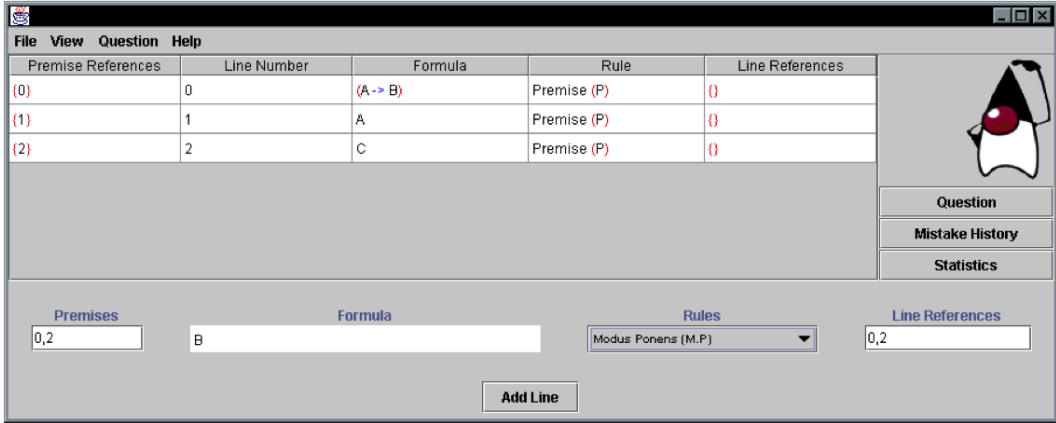 File View Question Help
Premise References Line Number Formula Rule Line References
{0} 0 (A -> B) Premise (P) {}
{1} 1 A Premise (P) {}
{2} 2 C Premise (P) {}
Question
Mistake History
Statistics
Premises Formula Rules Line References
0,2 B Modus Ponens (M.P) 0,2
Add Line